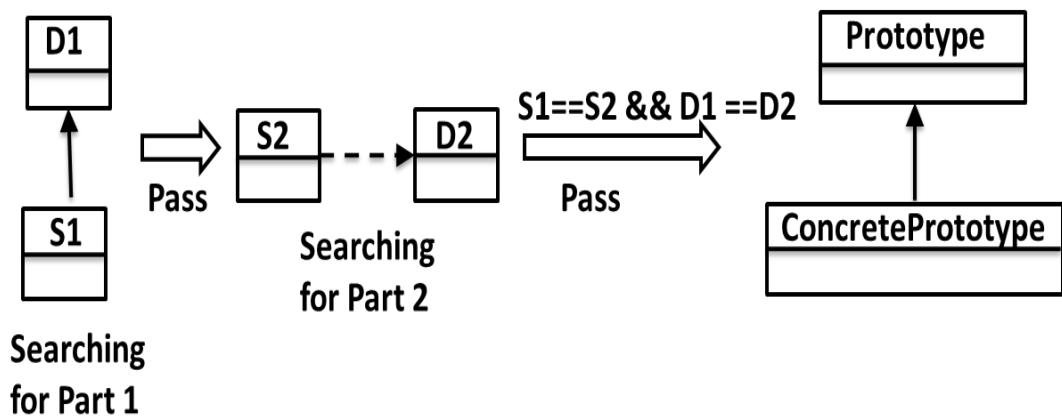 D1
S1
Searching
for Part 1
Pass
S2
D2
Searching
for Part 2
S1==S2 && D1 ==D2
Pass
Prototype
ConcretePrototype